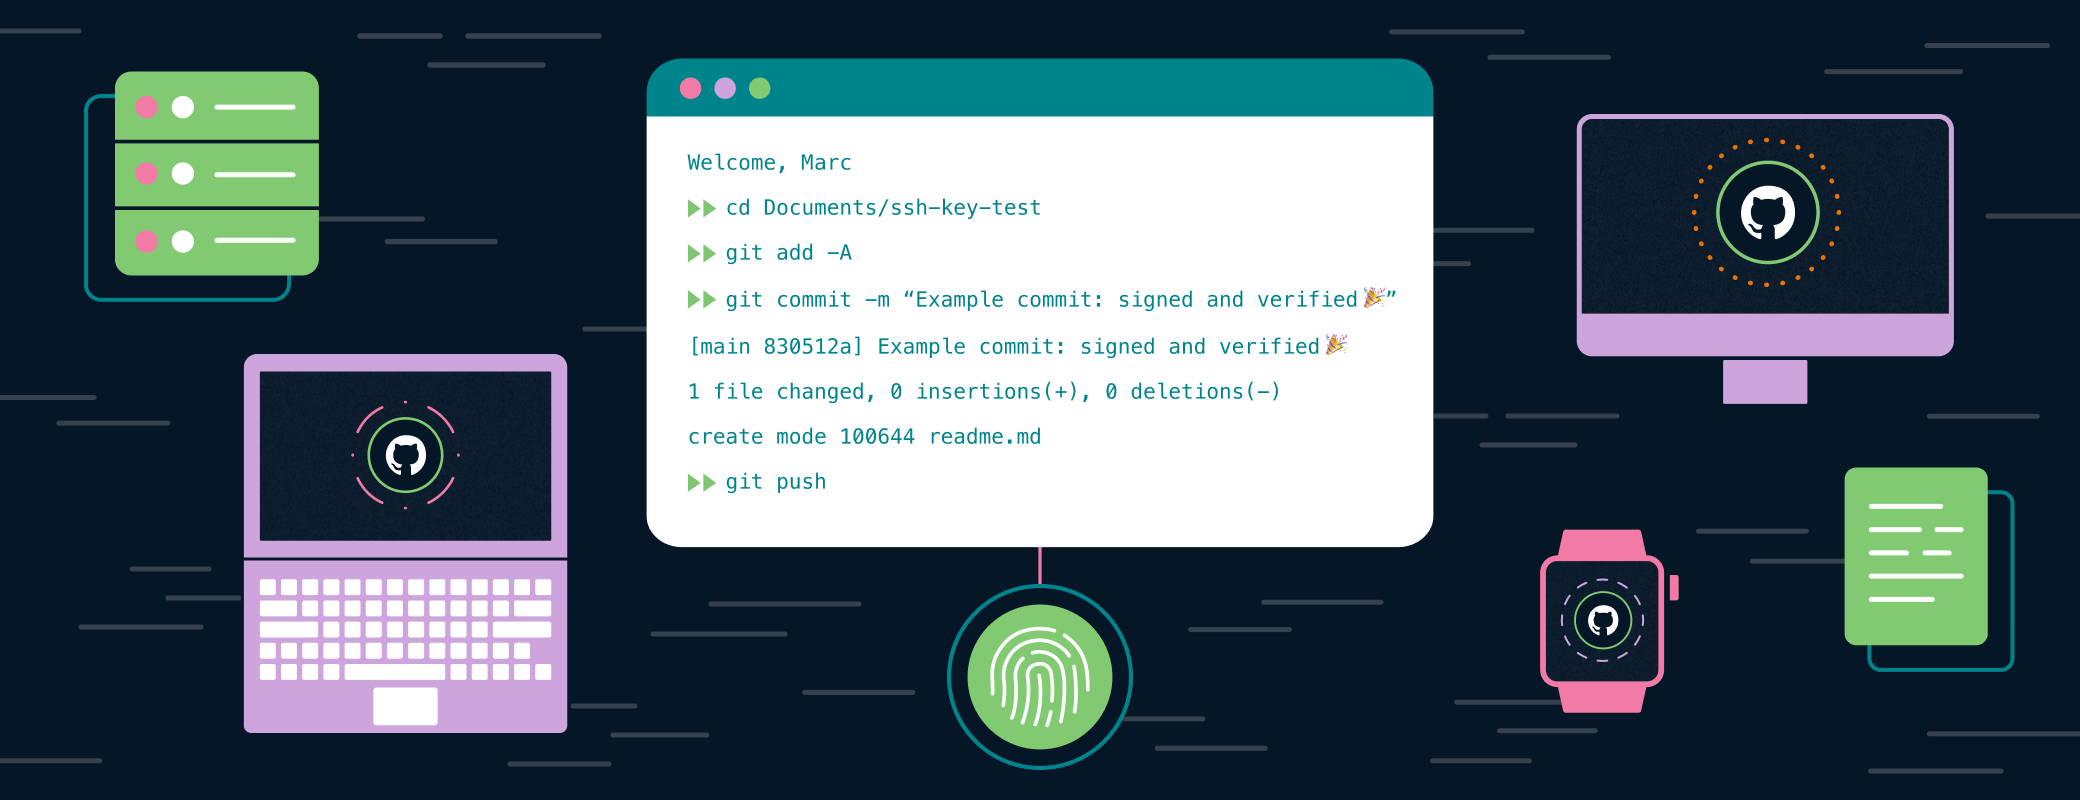 Welcome, Marc
cd Documents/ssh-key-test
git add -A
git commit -m “Example commit: signed and verified🎉”
[main 830512a] Example commit: signed and verified🎉
1 file changed, 0 insertions(+), 0 deletions(-)
create mode 100644 readme.md
git push